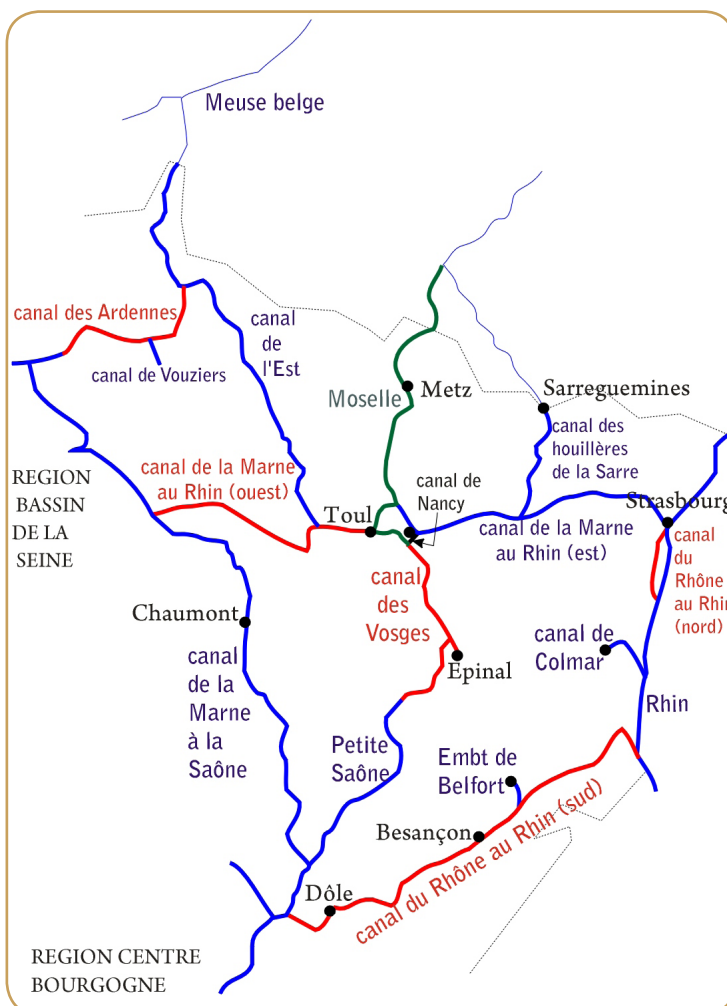 Meuse belge
canal des Ardennes
canal
de
l'Est
canal de Vouziers
Moselle
Metz
Sarreguemines
canal des
houillères
de la Sarre
REGION
BASSIN
DE LA
SEINE
canal de la Marne
au Rhin (ouest)
canal de
Nancy
Toul
Strasbourg
canal de la Marne
au Rhin (est)
canal
du
Rhône
au Rhin
(nord)
canal
des
Vosges
Chaumont
canal de
Colmar
Epinal
canal
de la
Marne
à la
Saône
Rhin
Petite
Saône
Embt de
Belfort
Besançon
canal du Rhône au Rhin (sud)
Dôle
REGION CENTRE
BOURGOGNE